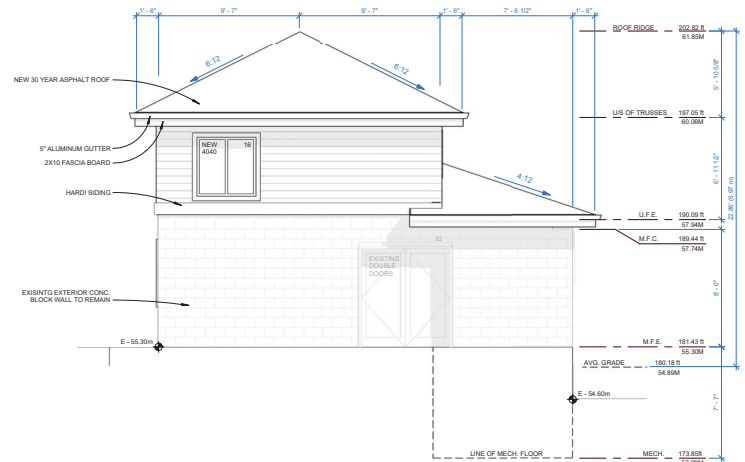 1' - 6"
9' - 7"
9' - 7"
1' - 6"
7' - 6 1/2"
1' - 6"
6:12
6:12
4:12
NEW 30 YEAR ASPHALT ROOF
5" ALUMINUM GUTTER
2X10 FASCIA BOARD
HARDI SIDING
EXISINTG EXTERIOR CONC.
BLOCK WALL TO REMAIN
NEW
4040
16
32
EXISTING
DOUBLE
DOORS
E - 55.30m
E - 54.60m
LINE OF MECH. FLOOR
ROOF RIDGE 202.82 ft
61.85M
U/S OF TRUSSES 197.05 ft
60.06M
U.F.E. 190.09 ft
57.94M
M.F.C. 189.44 ft
57.74M
M.F.E. 181.43 ft
55.30M
AVG. GRADE 180.18 ft
54.89M
MECH. 173.85ft
5' - 10 5/8"
6' - 11 1/2"
8' - 0"
7' - 7"
22.86' (6.97 m)